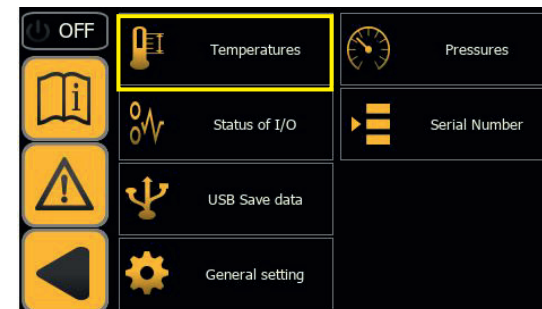 OFF
Temperatures
Pressures
i
Status of I/O
Serial Number
USB Save data
General setting